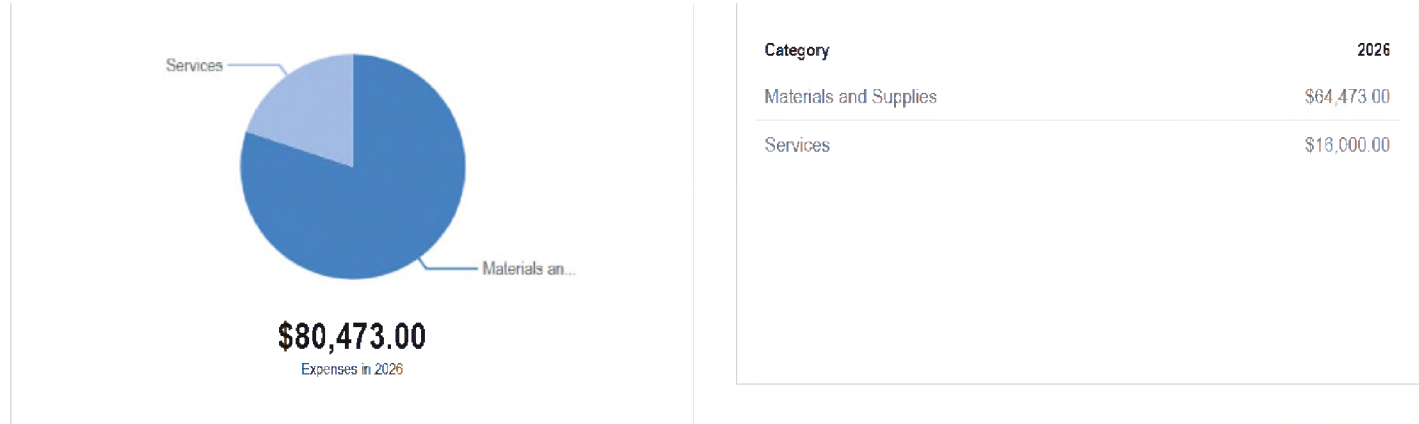 Services
Materials an...
$80,473.00
Expenses in 2026
Category 2026
Materials and Supplies $64,473.00
Services $16,000.00